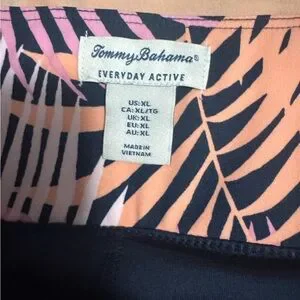 Tommy Bahama
EVERYDAY ACTIVE
US:XL
CA:XL/TG
UK:XL
EU:XL
AU:XL
MADE IN
VIETNAM